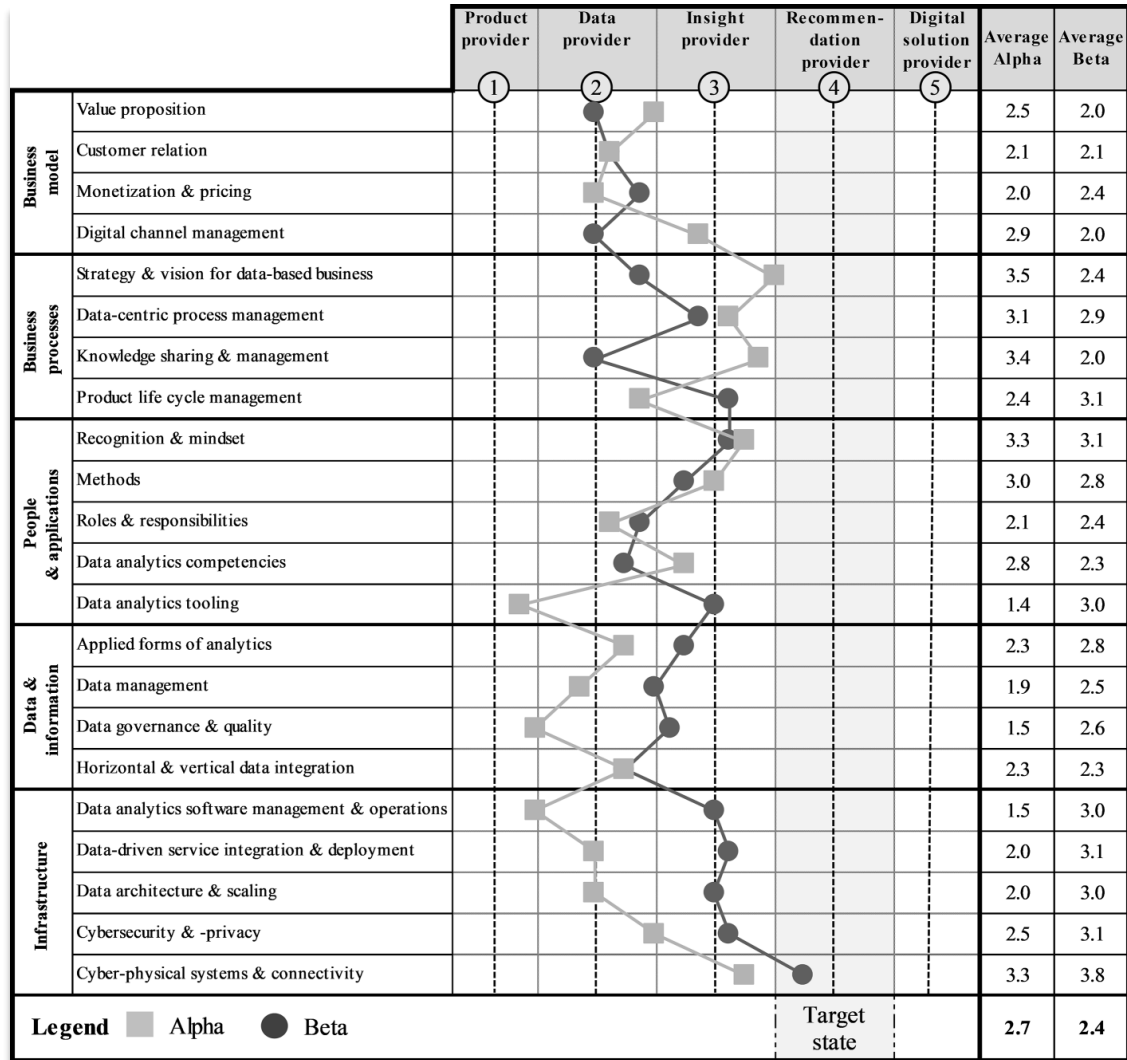 Product provider
Data provider
Insight provider
Recommen-dation provider
Digital solution provider
Average Alpha
Average Beta
1
2
3
4
5
Business model
Value proposition 2.5 2.0
Customer relation 2.1 2.1
Monetization & pricing 2.0 2.4
Digital channel management 2.9 2.0
Business processes
Strategy & vision for data-based business 3.5 2.4
Data-centric process management 3.1 2.9
Knowledge sharing & management 3.4 2.0
Product life cycle management 2.4 3.1
People & applications
Recognition & mindset 3.3 3.1
Methods 3.0 2.8
Roles & responsibilities 2.1 2.4
Data analytics competencies 2.8 2.3
Data analytics tooling 1.4 3.0
Data & information
Applied forms of analytics 2.3 2.8
Data management 1.9 2.5
Data governance & quality 1.5 2.6
Horizontal & vertical data integration 2.3 2.3
Infrastructure
Data analytics software management & operations 1.5 3.0
Data-driven service integration & deployment 2.0 3.1
Data architecture & scaling 2.0 3.0
Cybersecurity & -privacy 2.5 3.1
Cyber-physical systems & connectivity 3.3 3.8
Legend Alpha Beta
Target state
2.7 2.4